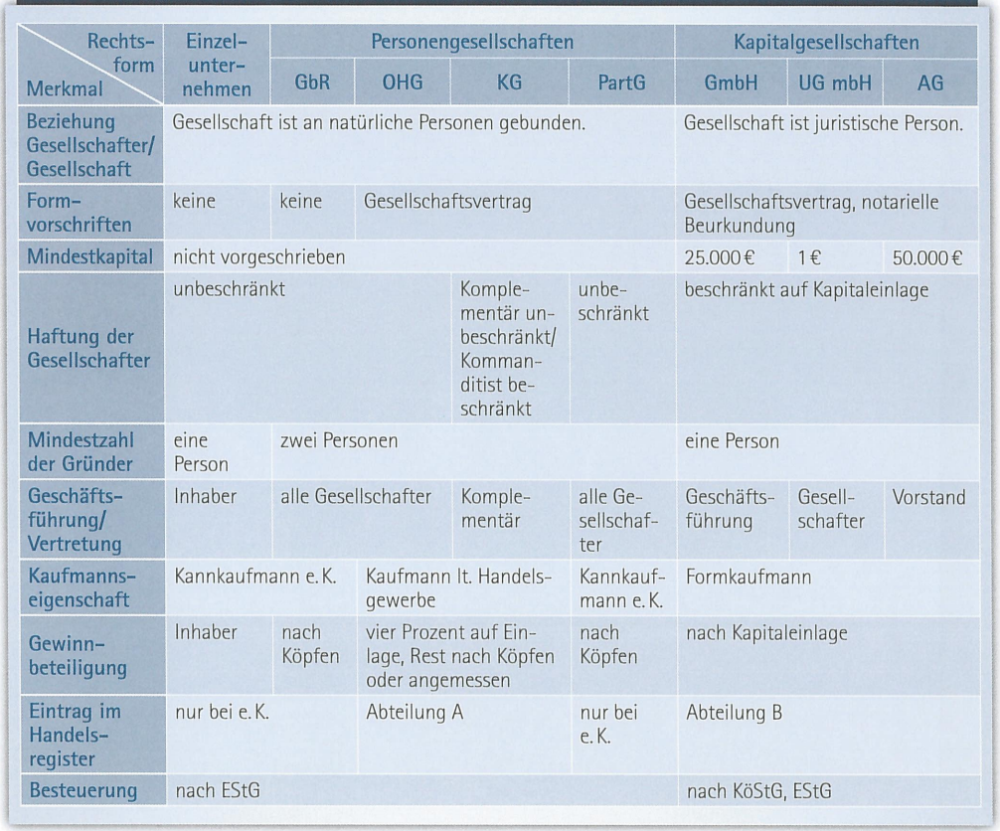 Rechts-
form
Merkmal
Einzel-
unter-
nehmen
Personengesellschaften
Kapitalgesellschaften
GbR
OHG
KG
PartG
GmbH
UG mbH
AG
Beziehung
Gesellschafter/
Gesellschaft
Gesellschaft ist an natürliche Personen gebunden.
Gesellschaft ist juristische Person.
Form-
vorschriften
keine
keine
Gesellschaftsvertrag
Gesellschaftsvertrag, notarielle
Beurkundung
Mindestkapital
nicht vorgeschrieben
25.000 €
1 €
50.000 €
Haftung der
Gesellschafter
unbeschränkt
Komple-
mentär un-
beschränkt/
Komman-
ditist be-
schränkt
unbe-
schränkt
beschränkt auf Kapitaleinlage
Mindestzahl
der Gründer
eine
Person
zwei Personen
eine Person
Geschäfts-
führung/
Vertretung
Inhaber
alle Gesellschafter
Komple-
mentär
alle Ge-
sellschaf-
ter
Geschäfts-
führung
Gesell-
schafter
Vorstand
Kaufmanns-
eigenschaft
Kannkaufmann e. K.
Kaufmann lt. Handels-
gewerbe
Kannkauf-
mann e. K.
Formkaufmann
Gewinn-
beteiligung
Inhaber
nach
Köpfen
vier Prozent auf Ein-
lage, Rest nach Köpfen
oder angemessen
nach
Köpfen
nach Kapitaleinlage
Eintrag im
Handels-
register
nur bei e. K.
Abteilung A
nur bei
e. K.
Abteilung B
Besteuerung
nach EStG
nach KöStG, EStG